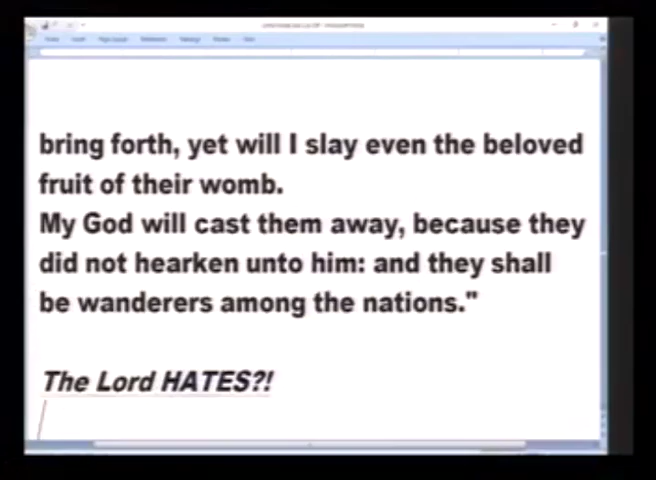 bring forth, yet will I slay even the beloved
fruit of their womb.
My God will cast them away, because they
did not hearken unto him: and they shall
be wanderers among the nations."
The Lord HATES?!